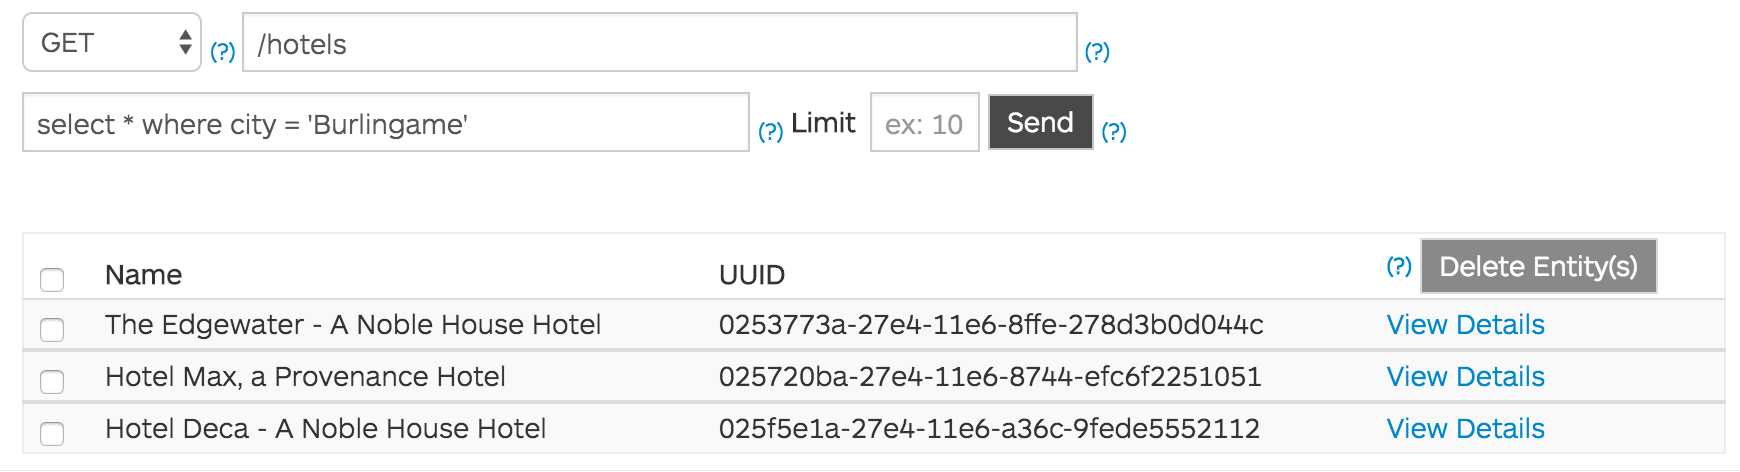 GET (?) /hotels (?)
select * where city = 'Burlingame' (?) Limit ex: 10 Send (?)
Name UUID (?) Delete Entity(s)
The Edgewater - A Noble House Hotel 0253773a-27e4-11e6-8ffe-278d3b0d044c View Details
Hotel Max, a Provenance Hotel 025720ba-27e4-11e6-8744-efc6f2251051 View Details
Hotel Deca - A Noble House Hotel 025f5e1a-27e4-11e6-a36c-9fede5552112 View Details